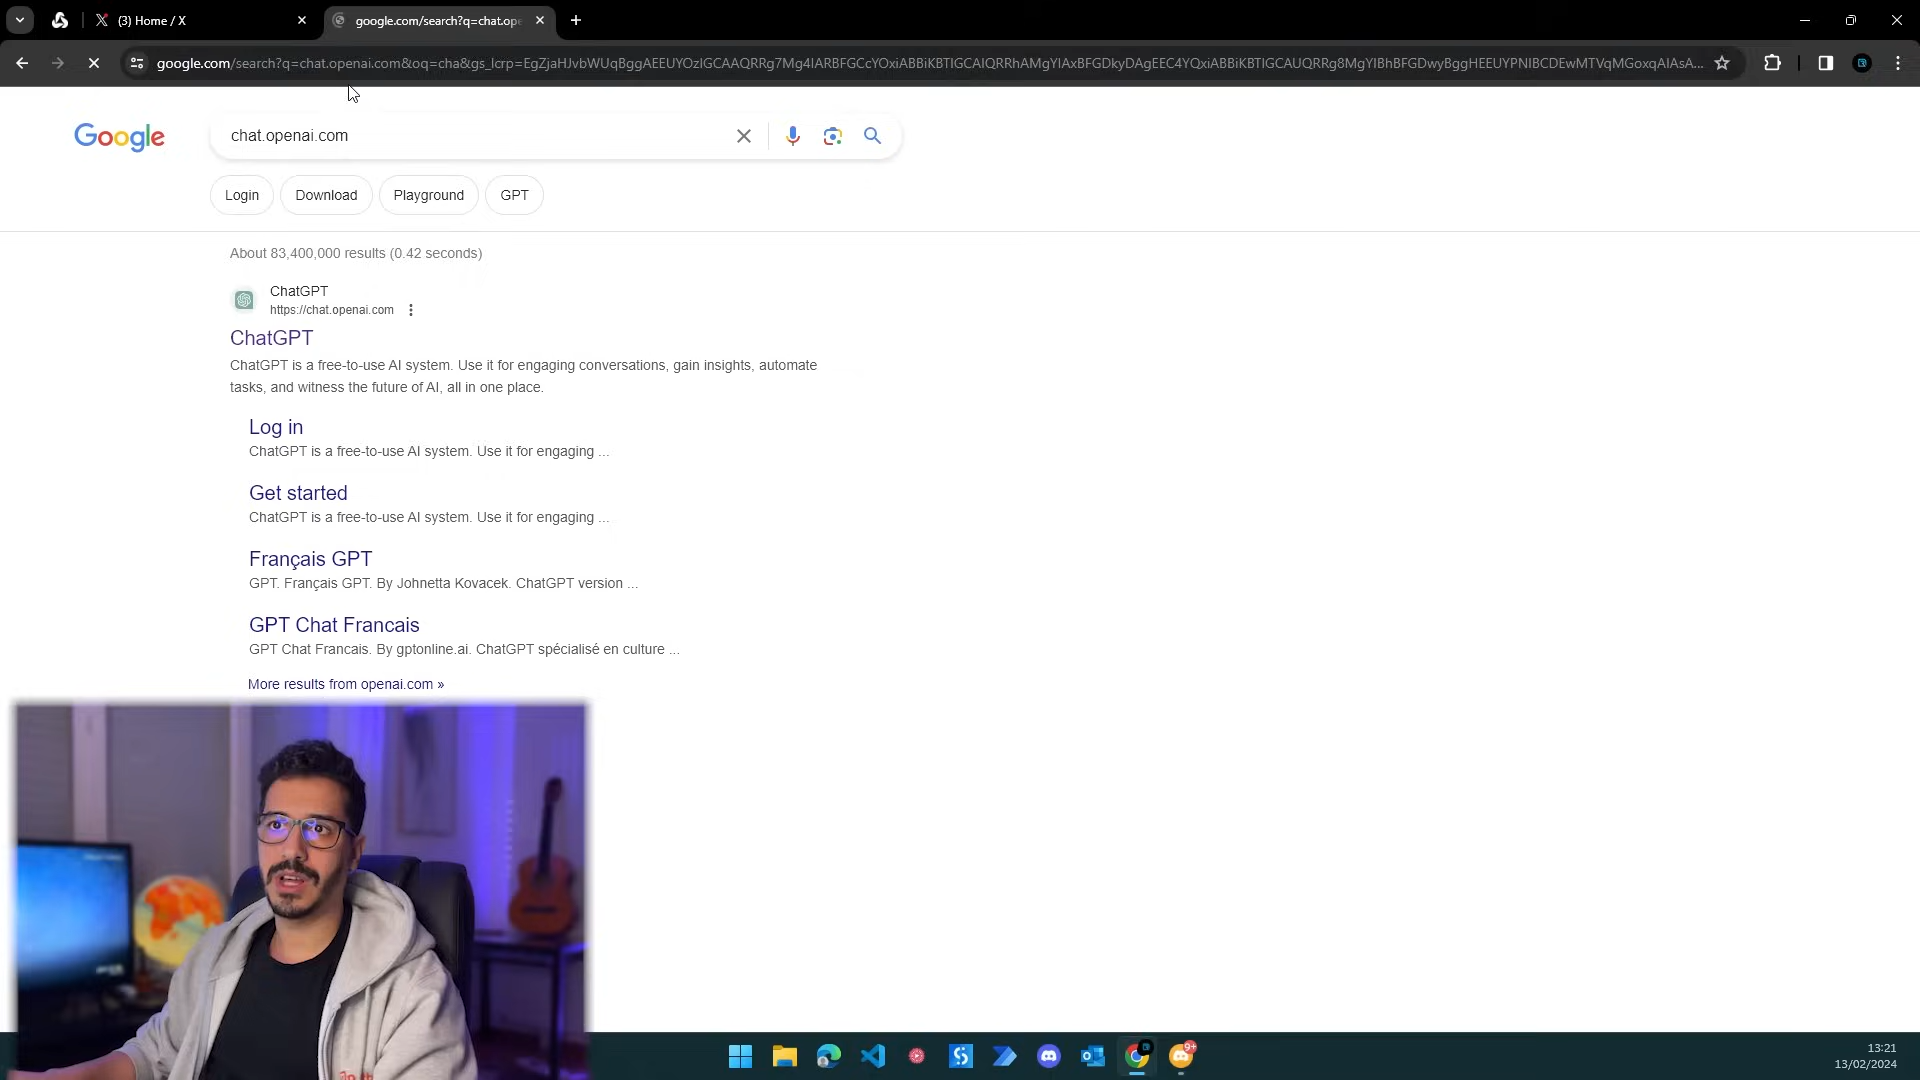 (3) Home / X
google.com/search?q=chat.ope
google.com/search?q=chat.openai.com&oq=cha&gs_lcrp=
Google
chat.openai.com
Login
Download
Playground
GPT
About 83,400,000 results (0.42 seconds)
ChatGPT
https://chat.openai.com
ChatGPT
ChatGPT is a free-to-use AI system. Use it for engaging conversations, gain insights, automate
tasks, and witness the future of AI, all in one place.
Log in
ChatGPT is a free-to-use AI system. Use it for engaging ...
Get started
ChatGPT is a free-to-use AI system. Use it for engaging ...
Français GPT
GPT. Français GPT. By Johnetta Kovacek. ChatGPT version ...
GPT Chat Francais
GPT Chat Francais. By gptonline.ai. ChatGPT spécialisé en culture ...
More results from openai.com »
9+
13:21
13/02/2024